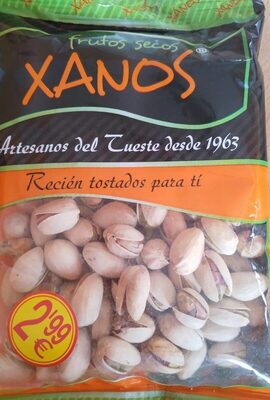 frutos secos
XANOS®
Artesanos del Tueste desde 1963
Recién tostados para tí
2'99
€